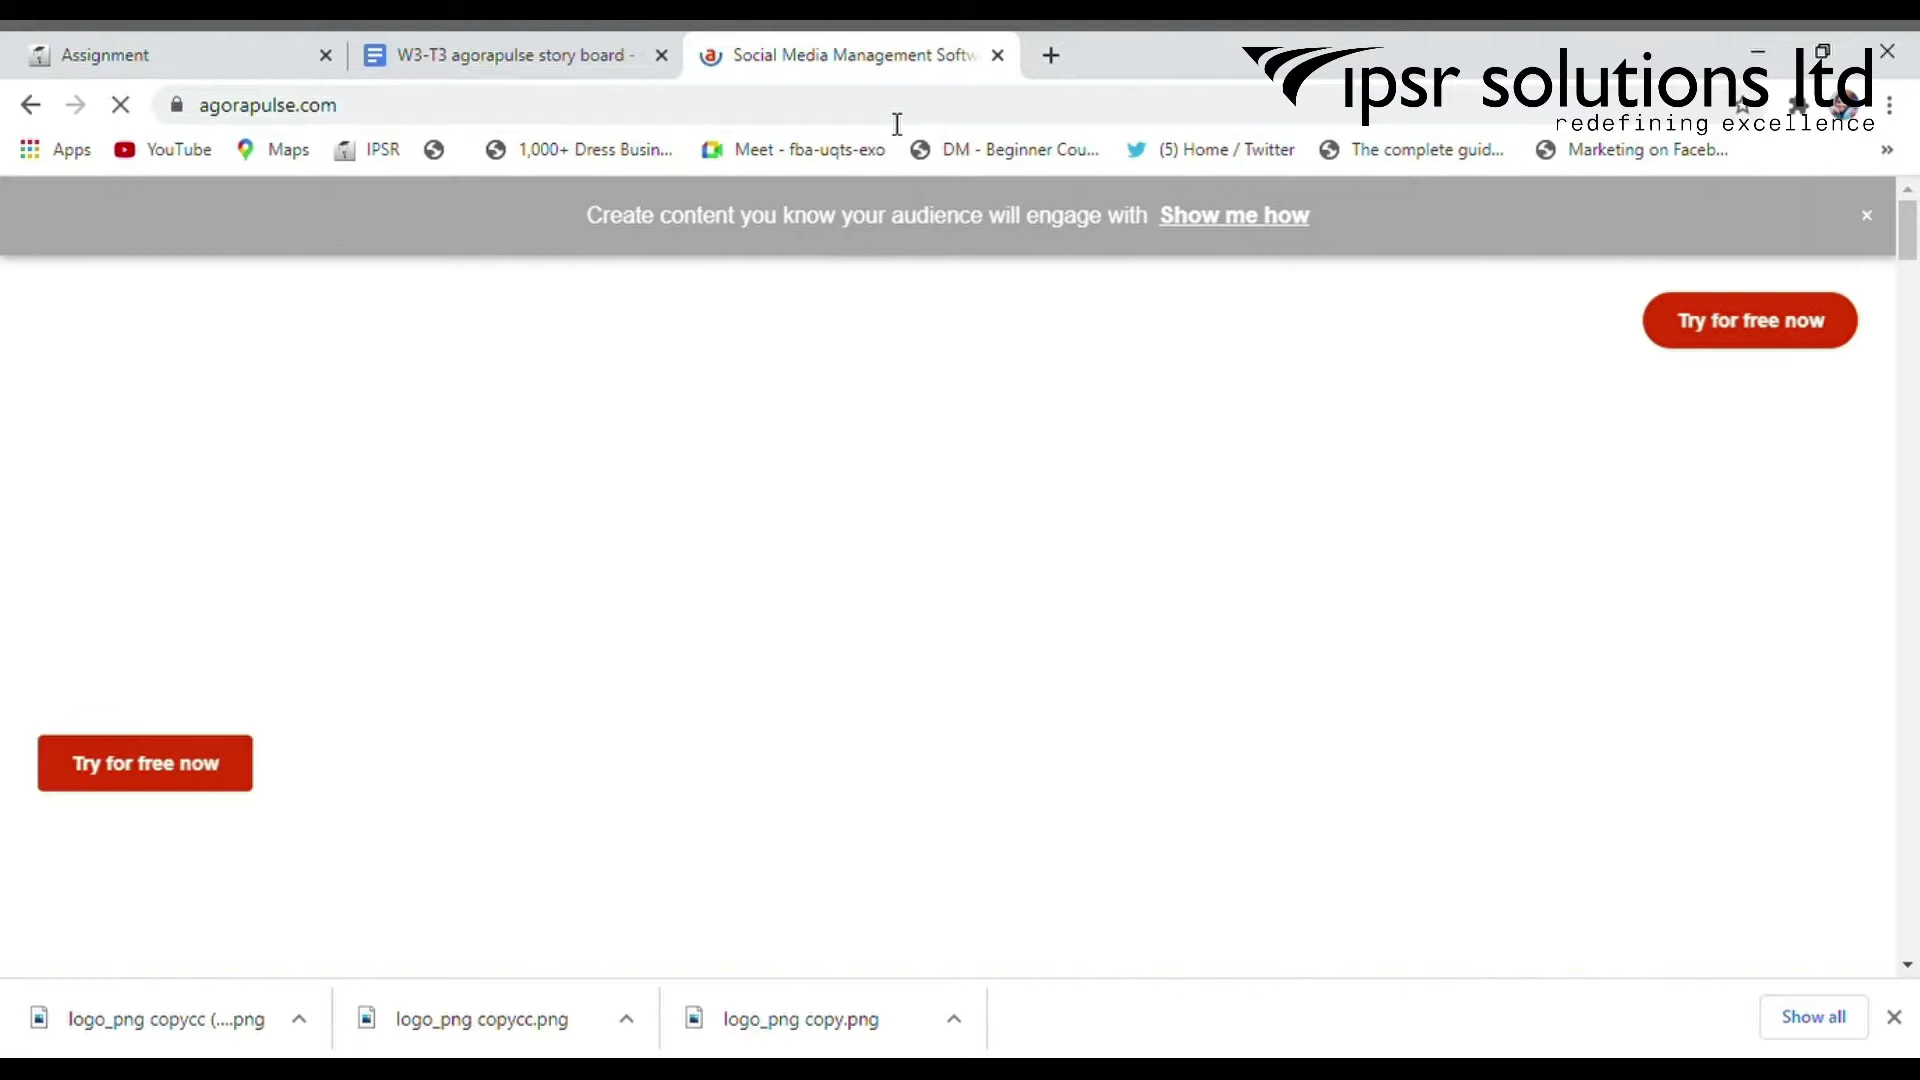 Assignment
W3-T3 agorapulse story board -
Social Media Management Softw
ipsr solutions ltd
redefining excellence
agorapulse.com
Apps
YouTube
Maps
IPSR
1,000+ Dress Busin...
Meet - fba-uqts-exo
DM - Beginner Cou...
(5) Home / Twitter
The complete guid...
Marketing on Faceb...
»
Create content you know your audience will engage with Show me how
Try for free now
Try for free now
logo_png copycc (....png
logo_png copycc.png
logo_png copy.png
Show all